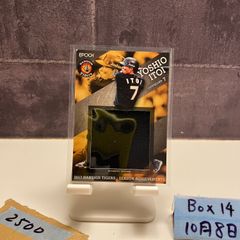 EPOCH
YOSHIO
ITOI
ITOI
7
2017 HANSHIN TIGERS
2500
Box 14
10月8日